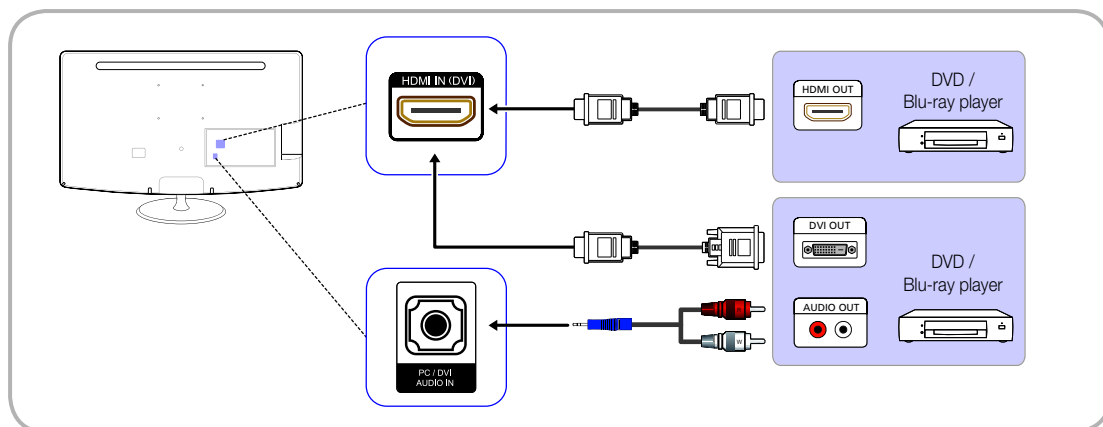 HDMI IN (DVI)
HDMI OUT
DVD /
Blu-ray player
DVI OUT
DVD /
Blu-ray player
AUDIO OUT
R
W
PC / DVI
AUDIO IN